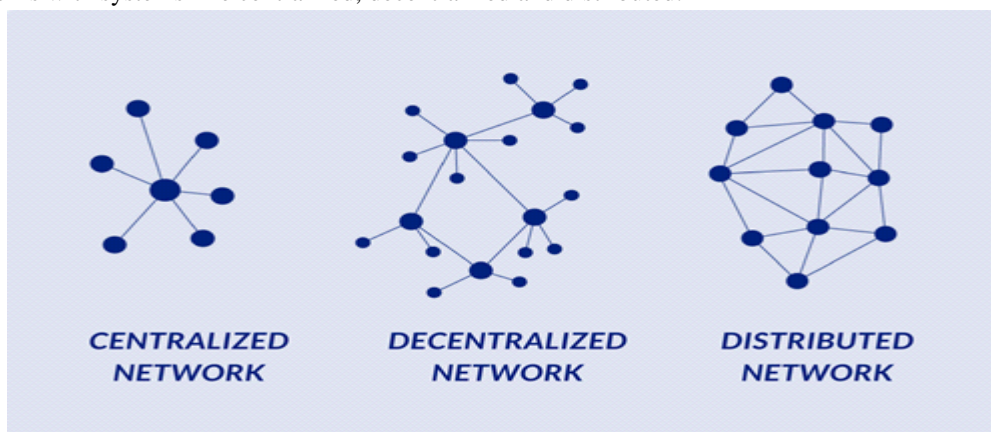 CENTRALIZED
NETWORK
DECENTRALIZED
NETWORK
DISTRIBUTED
NETWORK